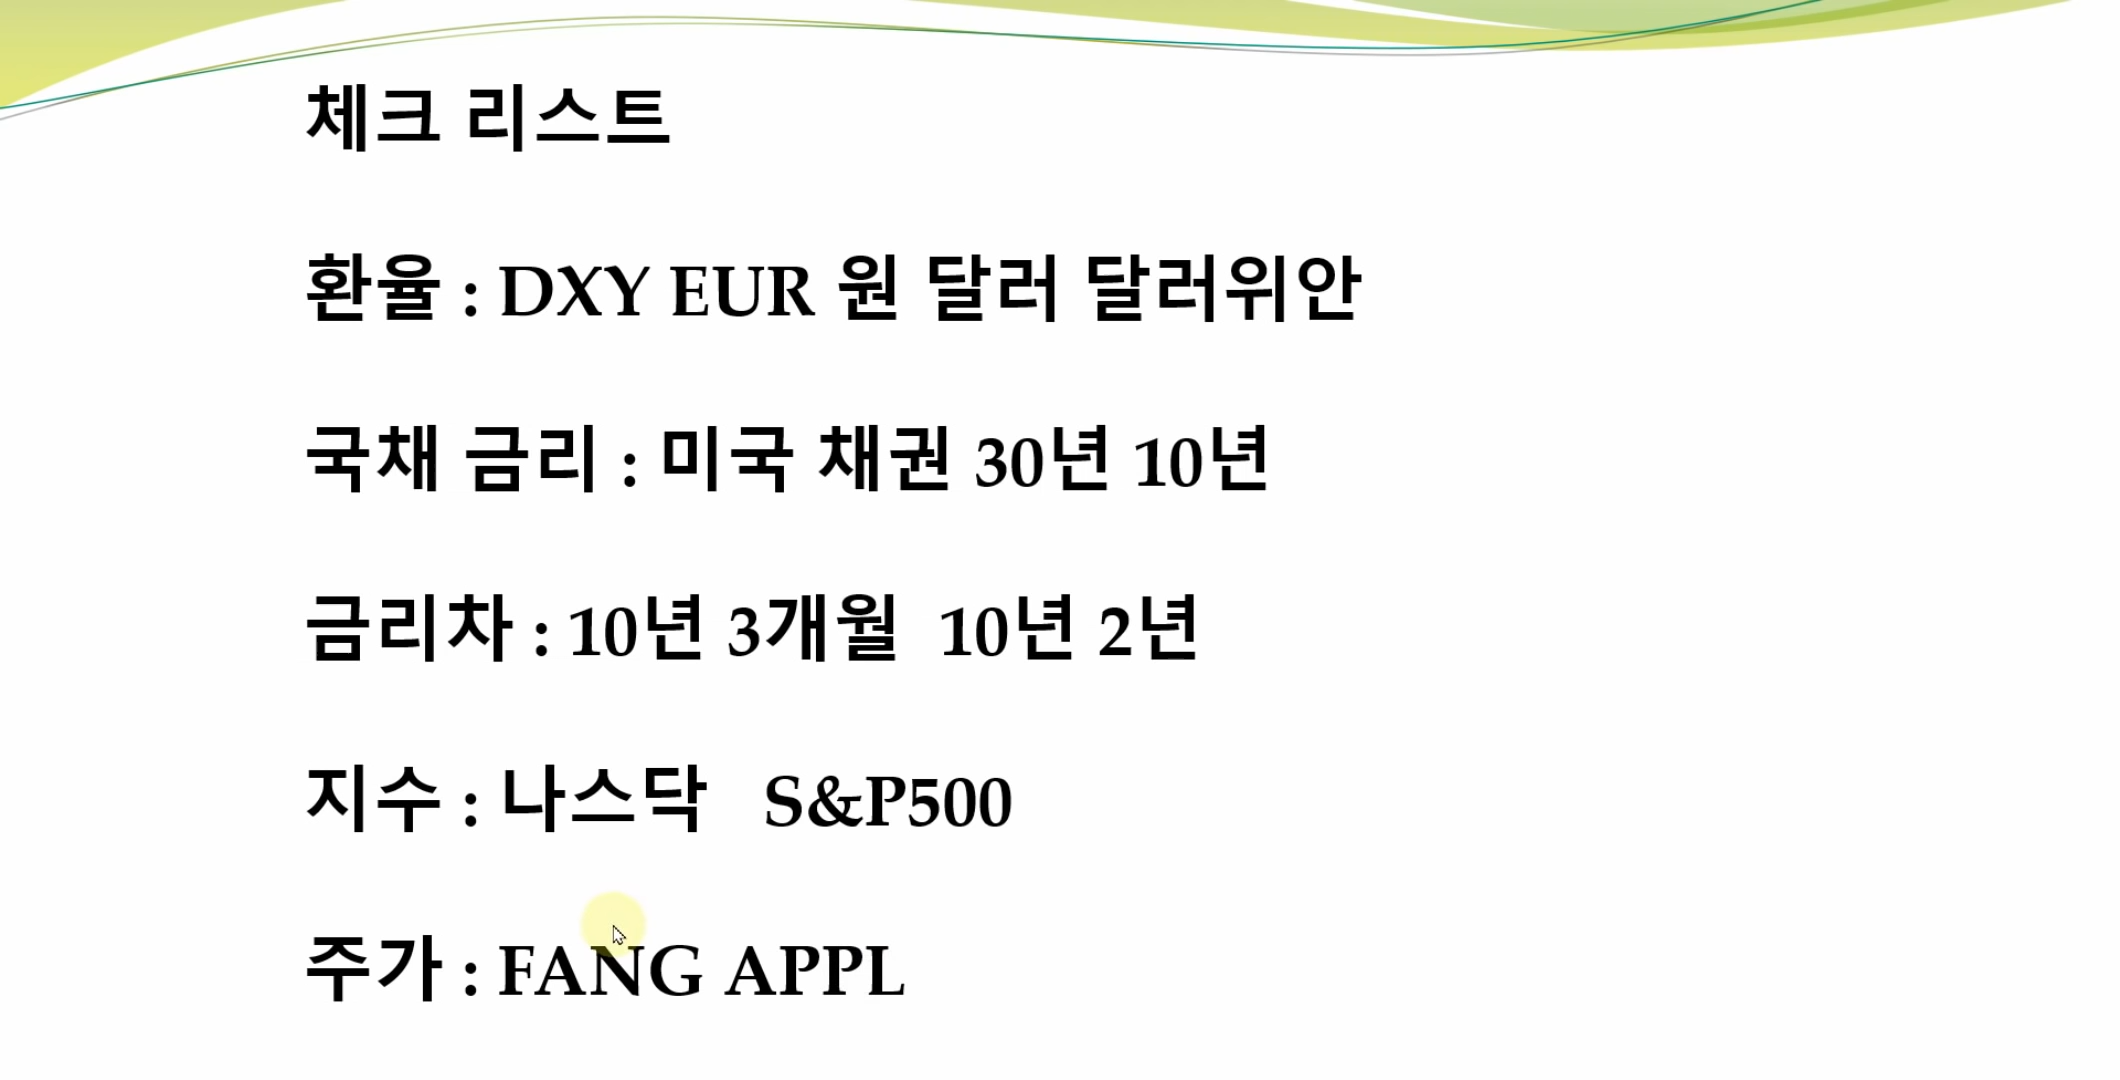 체크 리스트
환율 : DXY EUR 원 달러 달러위안
국채 금리 : 미국 채권 30년 10년
금리차 : 10년 3개월  10년 2년
지수 : 나스닥   S&P500
주가 : FANG APPL